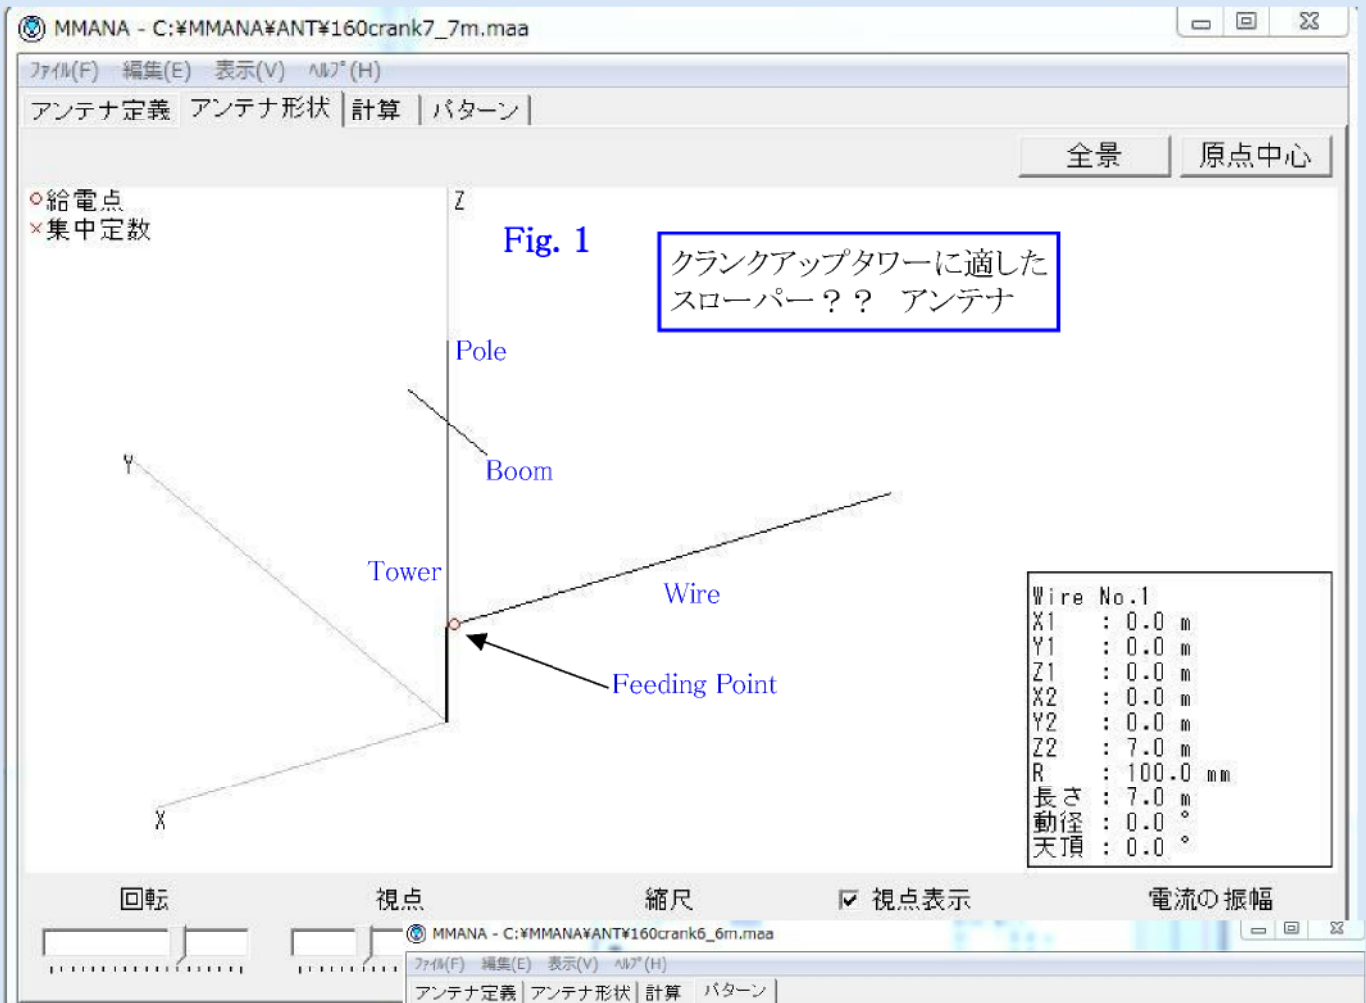 MMANA - C:¥MMANA¥ANT¥160crank7_7m.maa
ﾌｧｲﾙ(F) 編集(E) 表示(V) ﾍﾙﾌﾟ(H)
アンテナ定義 アンテナ形状 計算 パターン
全景 原点中心
○給電点
×集中定数
Z
Fig. 1
クランクアップタワーに適した
スローパー？？ アンテナ
Pole
Y
Boom
Tower
Wire
Feeding Point
X
Wire No.1
X1 : 0.0 m
Y1 : 0.0 m
Z1 : 0.0 m
X2 : 0.0 m
Y2 : 0.0 m
Z2 : 7.0 m
R : 100.0 mm
長さ : 7.0 m
動径 : 0.0 °
天頂 : 0.0 °
回転 視点 縮尺 視点表示 電流の振幅
MMANA - C:¥MMANA¥ANT¥160crank6_6m.maa
ﾌｧｲﾙ(F) 編集(E) 表示(V) ﾍﾙﾌﾟ(H)
アンテナ定義 アンテナ形状 計算 パターン